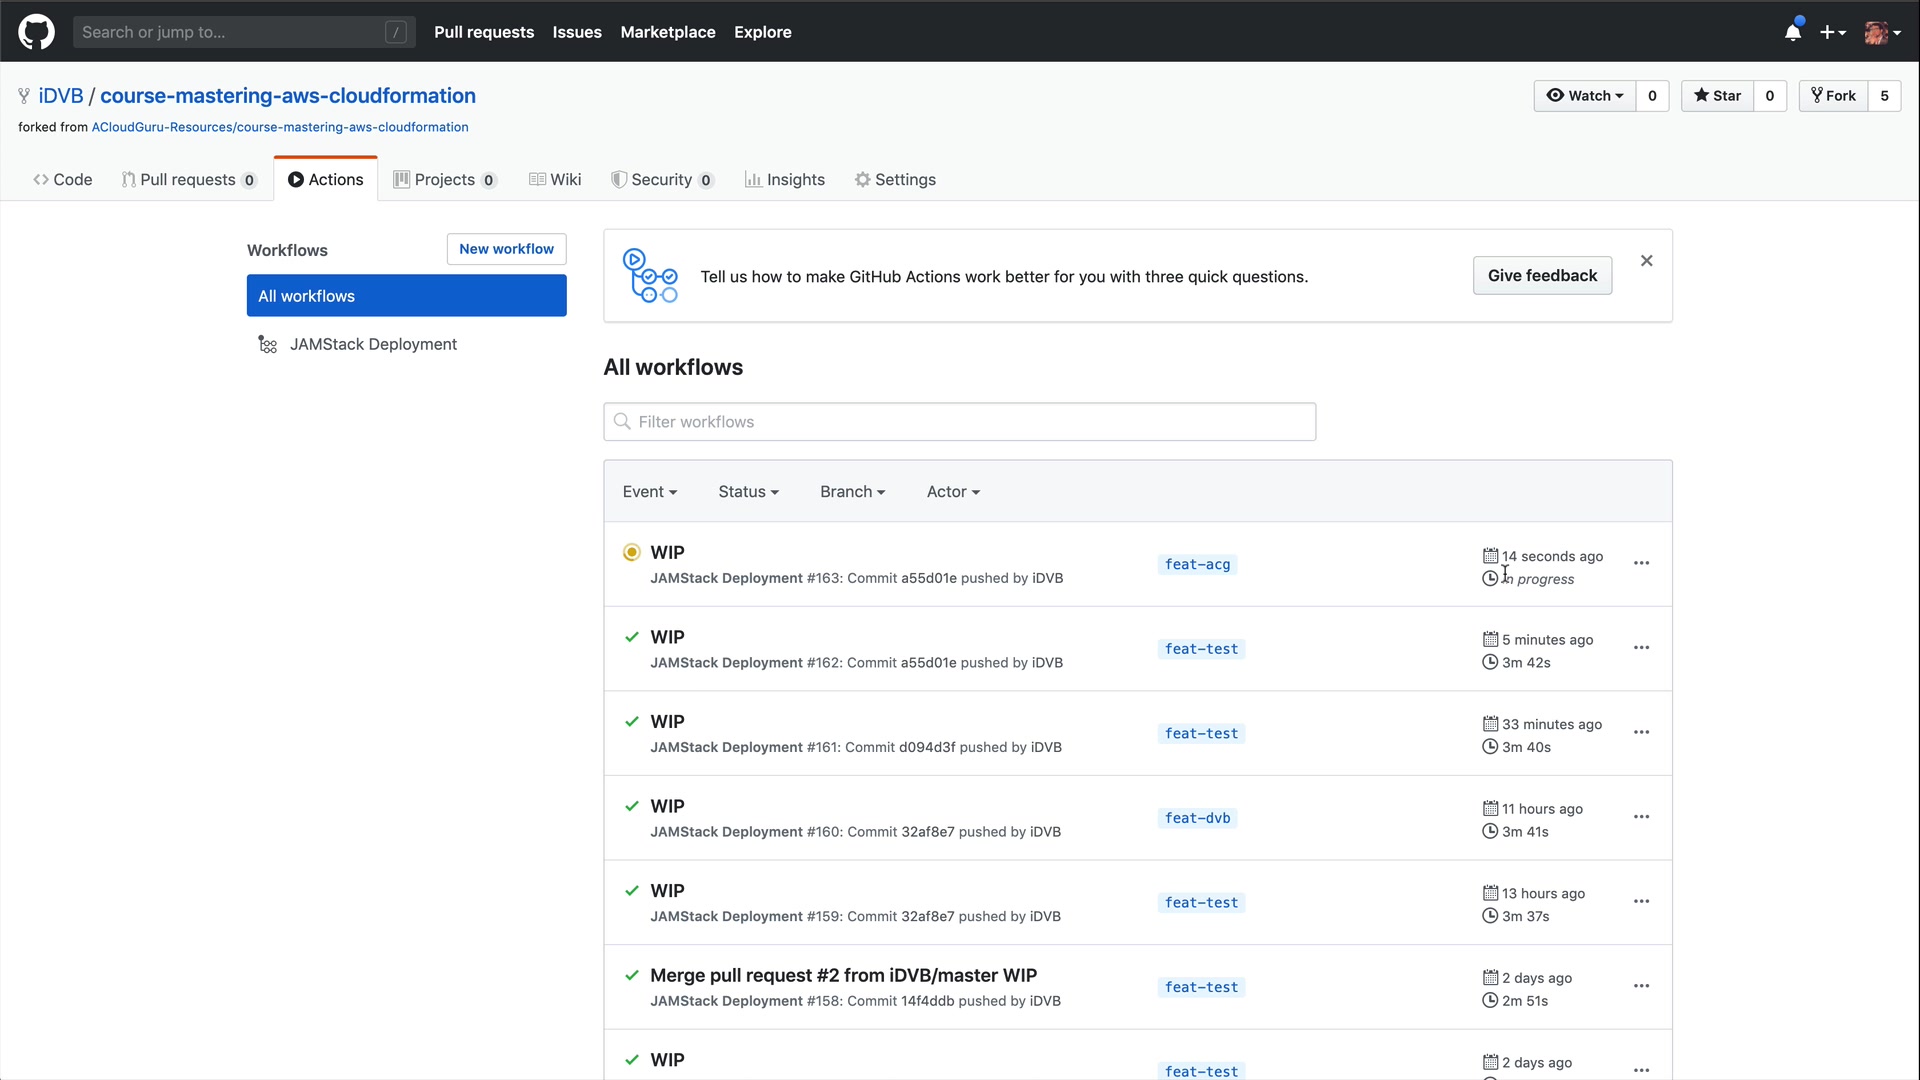 Search or jump to... /
Pull requests Issues Marketplace Explore
iDVB / course-mastering-aws-cloudformation
Watch 0 Star 0 Fork 5
forked from ACloudGuru-Resources/course-mastering-aws-cloudformation
Code Pull requests 0 Actions Projects 0 Wiki Security 0 Insights Settings
Workflows
New workflow
All workflows
JAMStack Deployment
Tell us how to make GitHub Actions work better for you with three quick questions.
Give feedback
All workflows
Filter workflows
Event Status Branch Actor
WIP
JAMStack Deployment #163: Commit a55d01e pushed by iDVB
feat-acg
14 seconds ago
In progress
WIP
JAMStack Deployment #162: Commit a55d01e pushed by iDVB
feat-test
5 minutes ago
3m 42s
WIP
JAMStack Deployment #161: Commit d094d3f pushed by iDVB
feat-test
33 minutes ago
3m 40s
WIP
JAMStack Deployment #160: Commit 32af8e7 pushed by iDVB
feat-dvb
11 hours ago
3m 41s
WIP
JAMStack Deployment #159: Commit 32af8e7 pushed by iDVB
feat-test
13 hours ago
3m 37s
Merge pull request #2 from iDVB/master WIP
JAMStack Deployment #158: Commit 14f4ddb pushed by iDVB
feat-test
2 days ago
2m 51s
WIP
feat-test
2 days ago